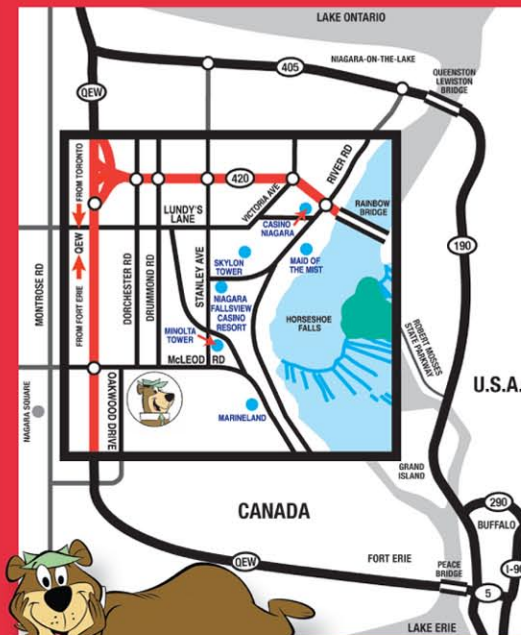 LAKE ONTARIO
NIAGARA-ON-THE-LAKE
405
QUEENSTON
LEWISTON
BRIDGE
QEW
FROM TORONTO
420
RIVER RD
VICTORIA AVE
LUNDY'S
LANE
CASINO
NIAGARA
RAINBOW
BRIDGE
190
MONTROSE RD
QEW
FROM FORT ERIE
DORCHESTER RD
DRUMMOND RD
STANLEY AVE
SKYLON
TOWER
MAID OF
THE MIST
NIAGARA
FALLSVIEW
CASINO
RESORT
HORSESHOE
FALLS
MINOLTA
TOWER
McLEOD RD
ROBERT MOSSES
STATE PARKWAY
U.S.A.
NAGARA SQUARE
OAKWOOD DRIVE
MARINELAND
GRAND
ISLAND
CANADA
290
BUFFALO
QEW
FORT ERIE
PEACE
BRIDGE
I-90
5
LAKE ERIE